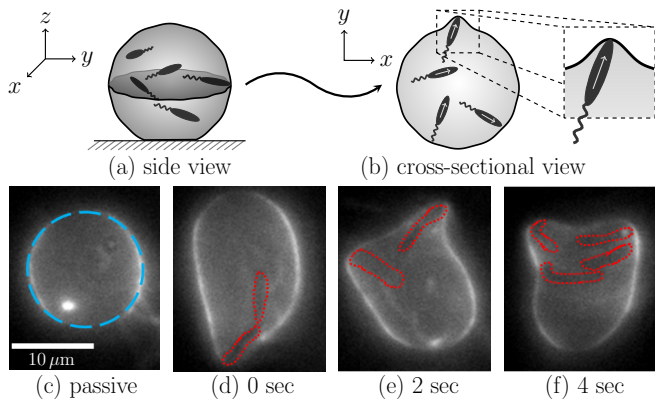 z
y
x
y
x
(a) side view
(b) cross-sectional view
10 μm
(c) passive
(d) 0 sec
(e) 2 sec
(f) 4 sec